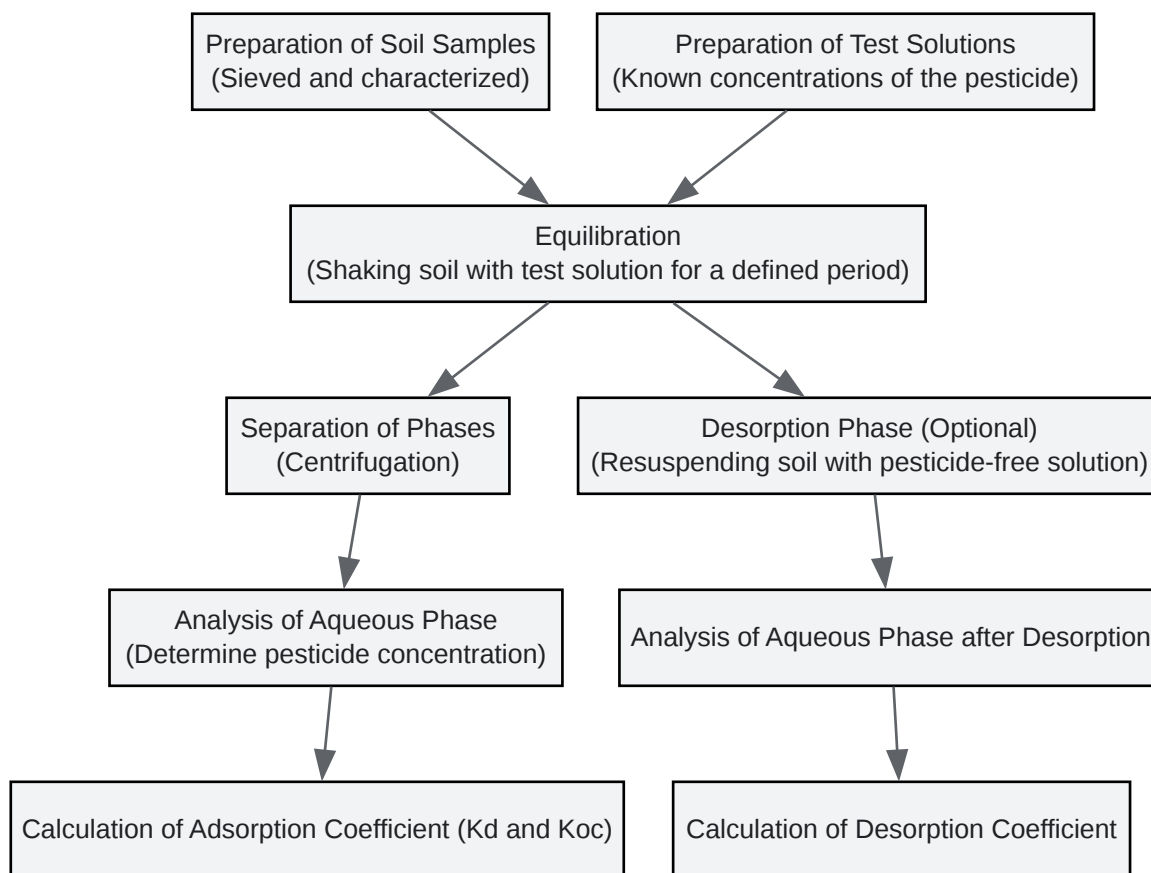 Preparation of Soil Samples
(Sieved and characterized)
Preparation of Test Solutions
(Known concentrations of the pesticide)
Equilibration
(Shaking soil with test solution for a defined period)
Separation of Phases
(Centrifugation)
Desorption Phase (Optional)
(Resuspending soil with pesticide-free solution)
Analysis of Aqueous Phase
(Determine pesticide concentration)
Analysis of Aqueous Phase after Desorption
Calculation of Adsorption Coefficient (Kd and Koc)
Calculation of Desorption Coefficient